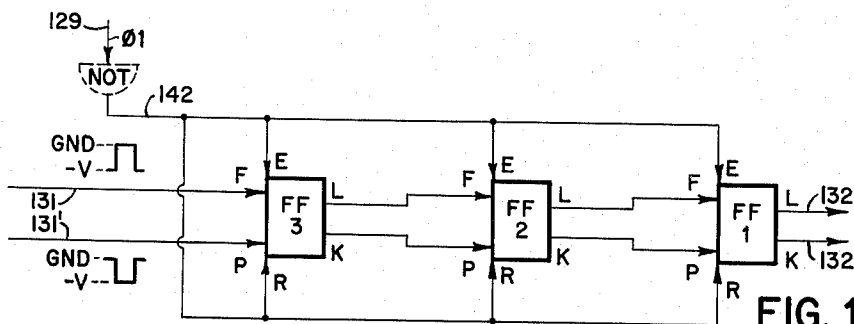 129
Ø1
NOT
142
GND
-V
E
E
E
F
L
F
L
F
L
132
131
FF
3
FF
2
FF
1
131'
P
K
P
K
P
K
132
GND
-V
R
R
R
FIG. 1